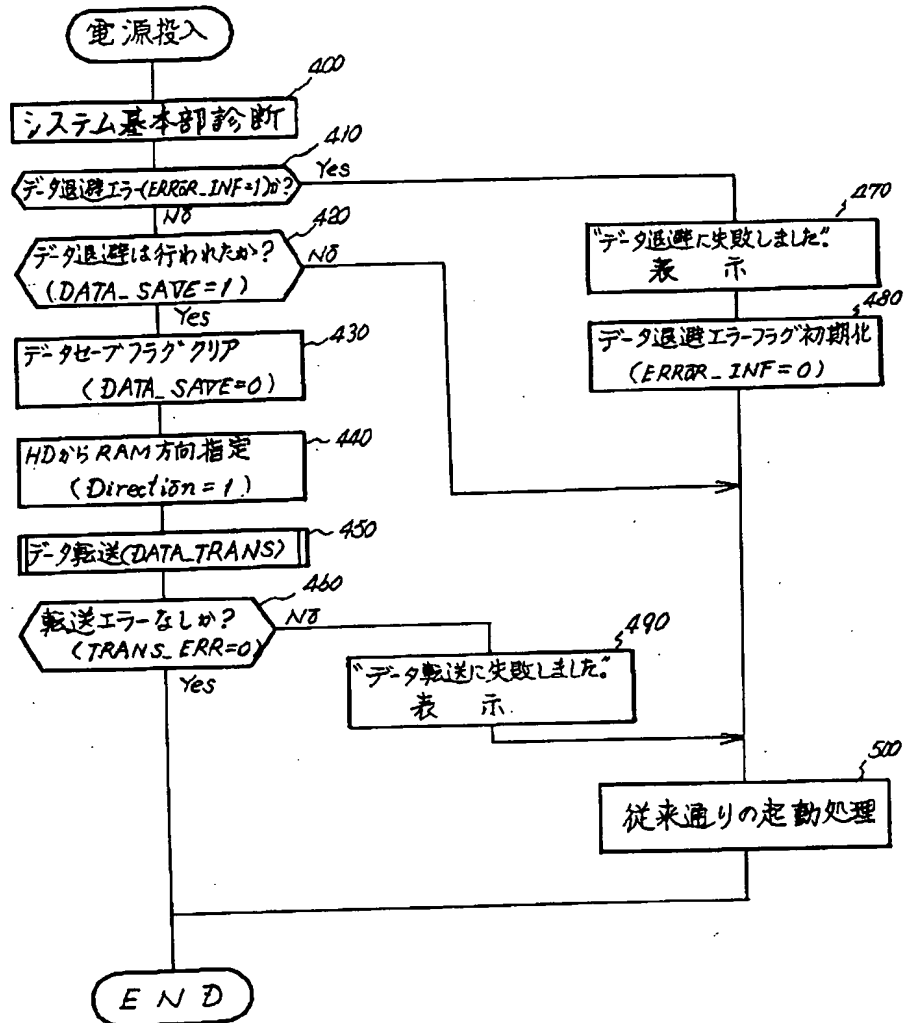 電源投入
400
システム基本部診断
410
データ退避エラー(ERROR_INF=1)か?
Yes
No
420
データ退避は行われたか?
(DATA_SAVE=1)
No
Yes
430
データセーブフラグクリア
(DATA_SAVE=0)
440
HDからRAM方向指定
(Direction=1)
450
データ転送(DATA_TRANS)
460
転送エラーなしか?
(TRANS_ERR=0)
No
Yes
470
"データ退避に失敗しました。"
表 示
480
データ退避エラーフラグ初期化
(ERROR_INF=0)
490
"データ転送に失敗しました。"
表 示
500
従来通りの起動処理
END